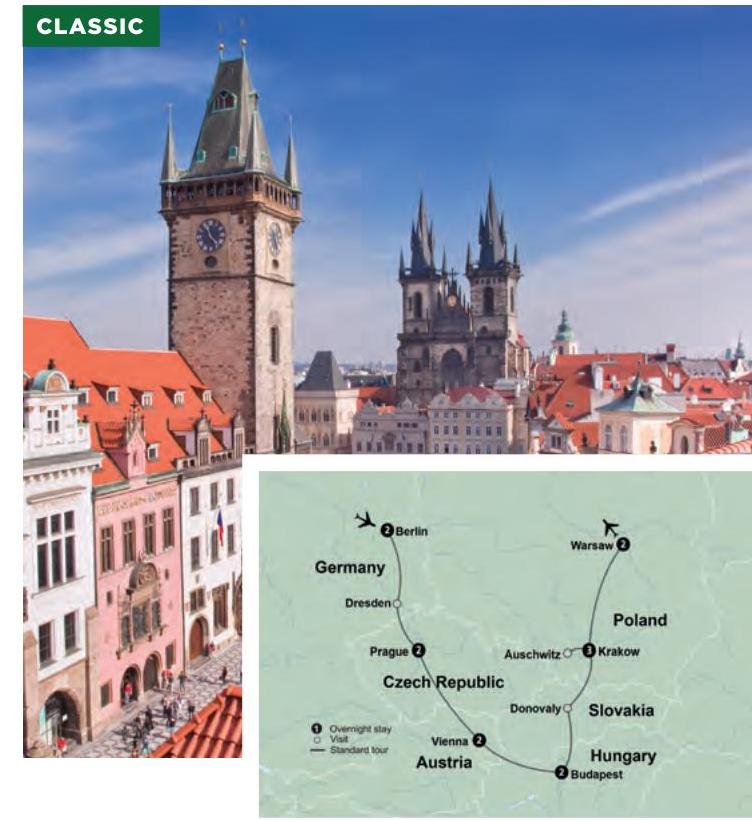 CLASSIC
2 Berlin
Warsaw 2
Germany
Dresden
Poland
Prague 2
Auschwitz
3 Krakow
Czech Republic
Donovaly
Slovakia
1 Overnight stay
Visit
Standard tour
Vienna 2
Austria
Hungary
2 Budapest